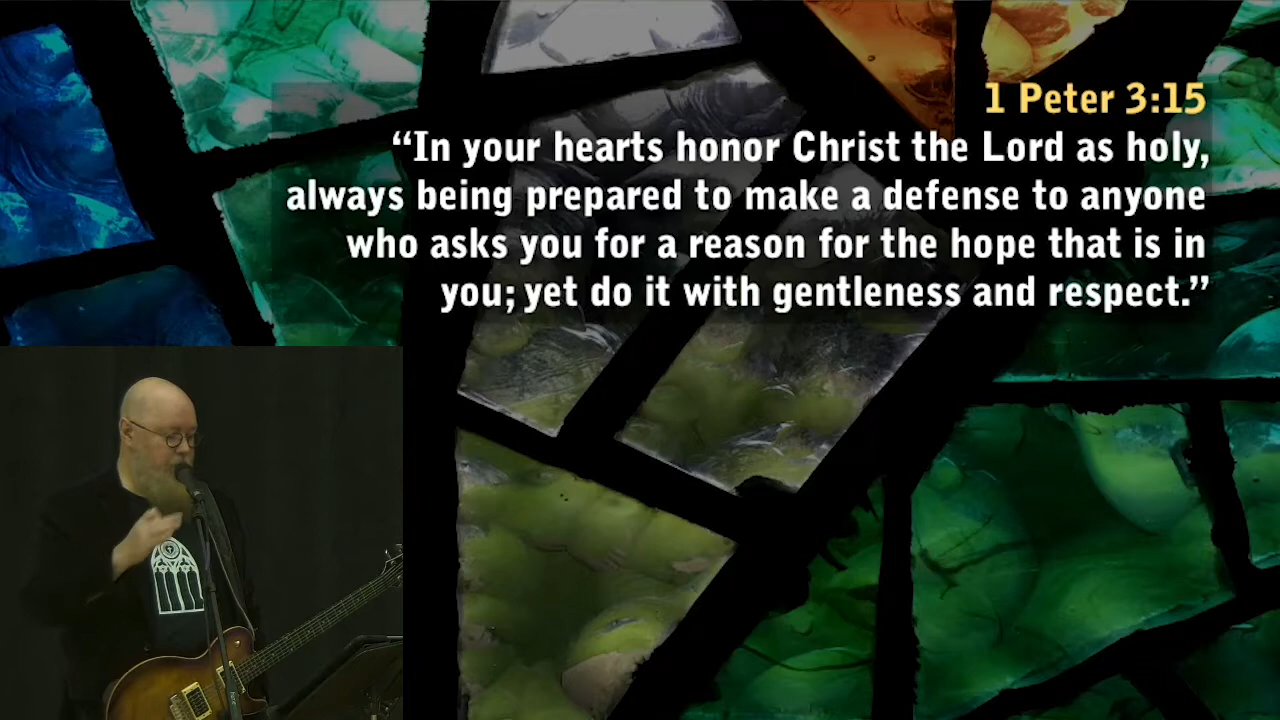 1 Peter 3:15
“In your hearts honor Christ the Lord as holy,
always being prepared to make a defense to anyone
who asks you for a reason for the hope that is in
you; yet do it with gentleness and respect.”